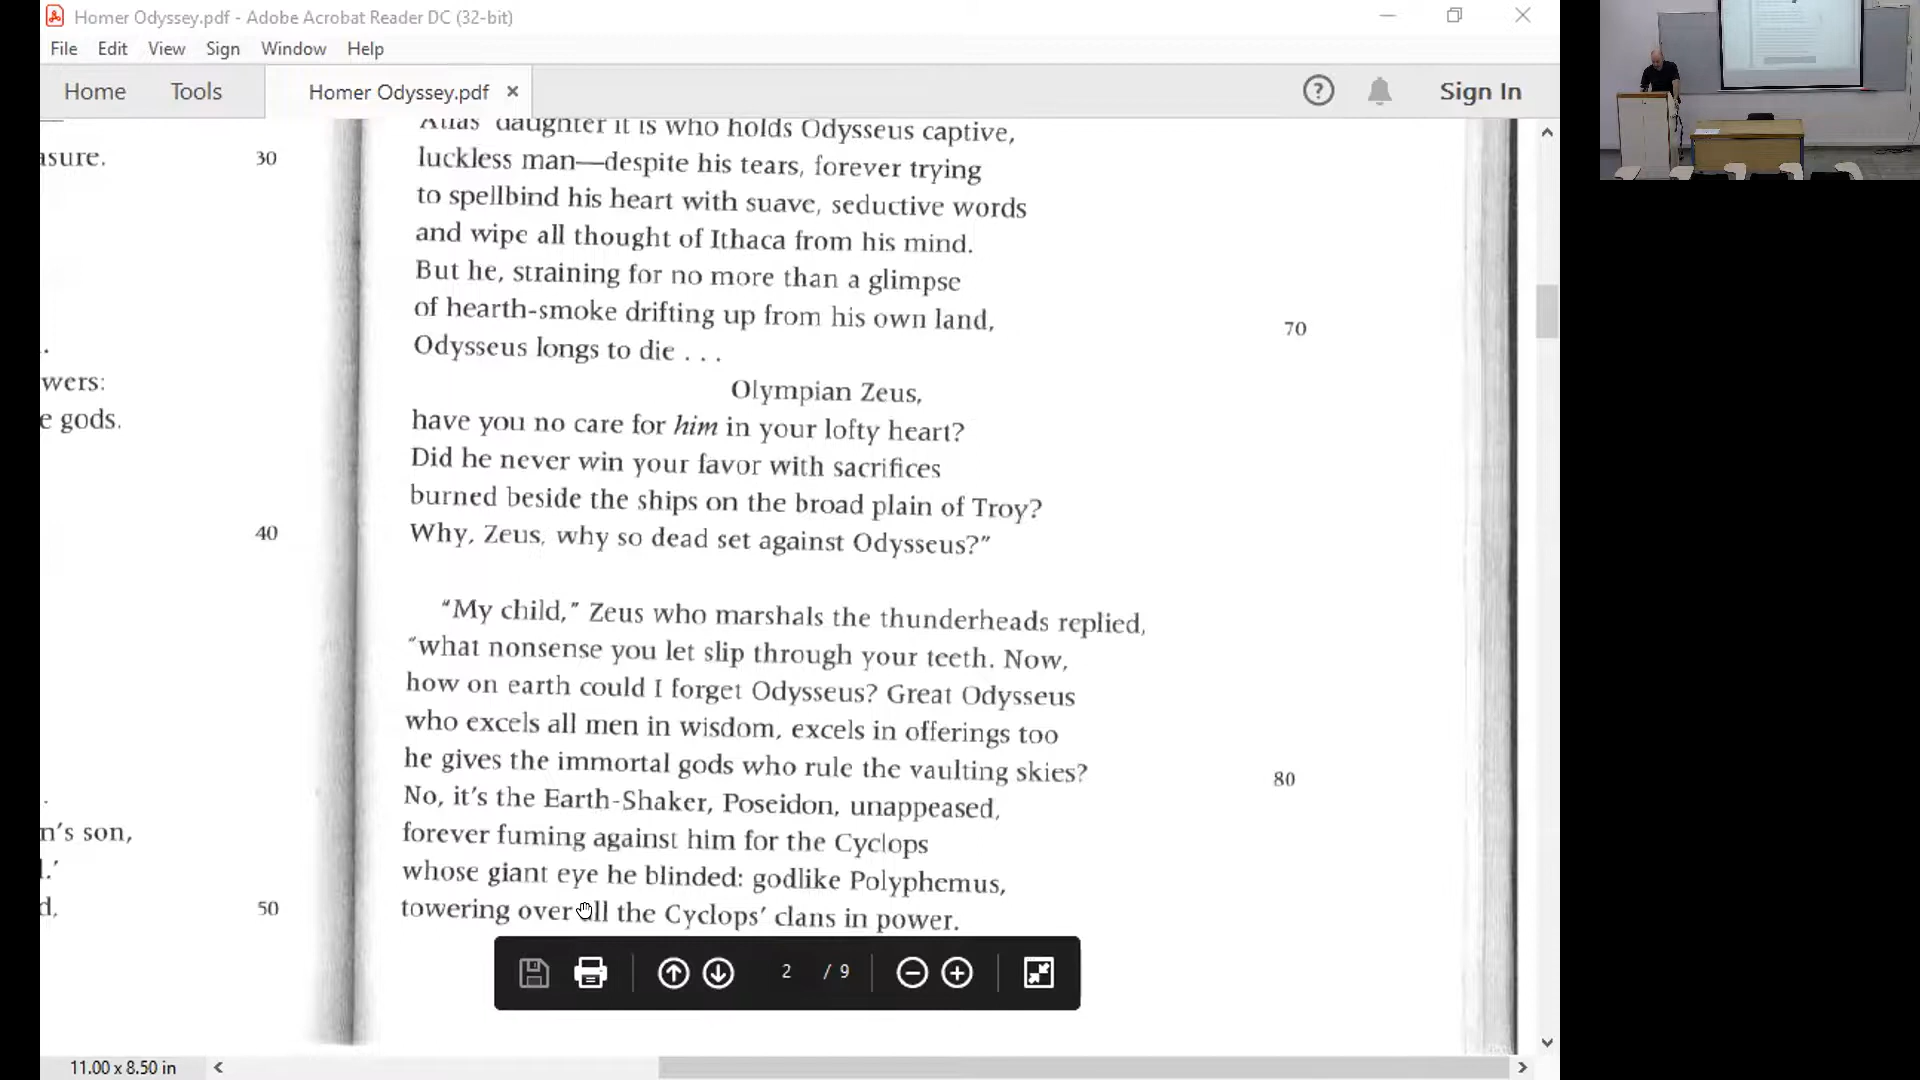 Homer Odyssey.pdf - Adobe Acrobat Reader DC (32-bit)
File Edit View Sign Window Help
Home Tools Homer Odyssey.pdf × ? Sign In
Atlas' daughter it is who holds Odysseus captive,
luckless man—despite his tears, forever trying
to spellbind his heart with suave, seductive words
and wipe all thought of Ithaca from his mind.
But he, straining for no more than a glimpse
of hearth-smoke drifting up from his own land, 70
Odysseus longs to die . . .
Olympian Zeus,
have you no care for him in your lofty heart?
Did he never win your favor with sacrifices
burned beside the ships on the broad plain of Troy?
Why, Zeus, why so dead set against Odysseus?”
“My child,” Zeus who marshals the thunderheads replied,
“what nonsense you let slip through your teeth. Now,
how on earth could I forget Odysseus? Great Odysseus
who excels all men in wisdom, excels in offerings too
he gives the immortal gods who rule the vaulting skies? 80
No, it's the Earth-Shaker, Poseidon, unappeased,
forever fuming against him for the Cyclops
whose giant eye he blinded: godlike Polyphemus,
towering over all the Cyclops' clans in power.
asure. 30
.
wers:
e gods.
40
.
n's son,
l.'
d, 50
2 / 9
11.00 x 8.50 in